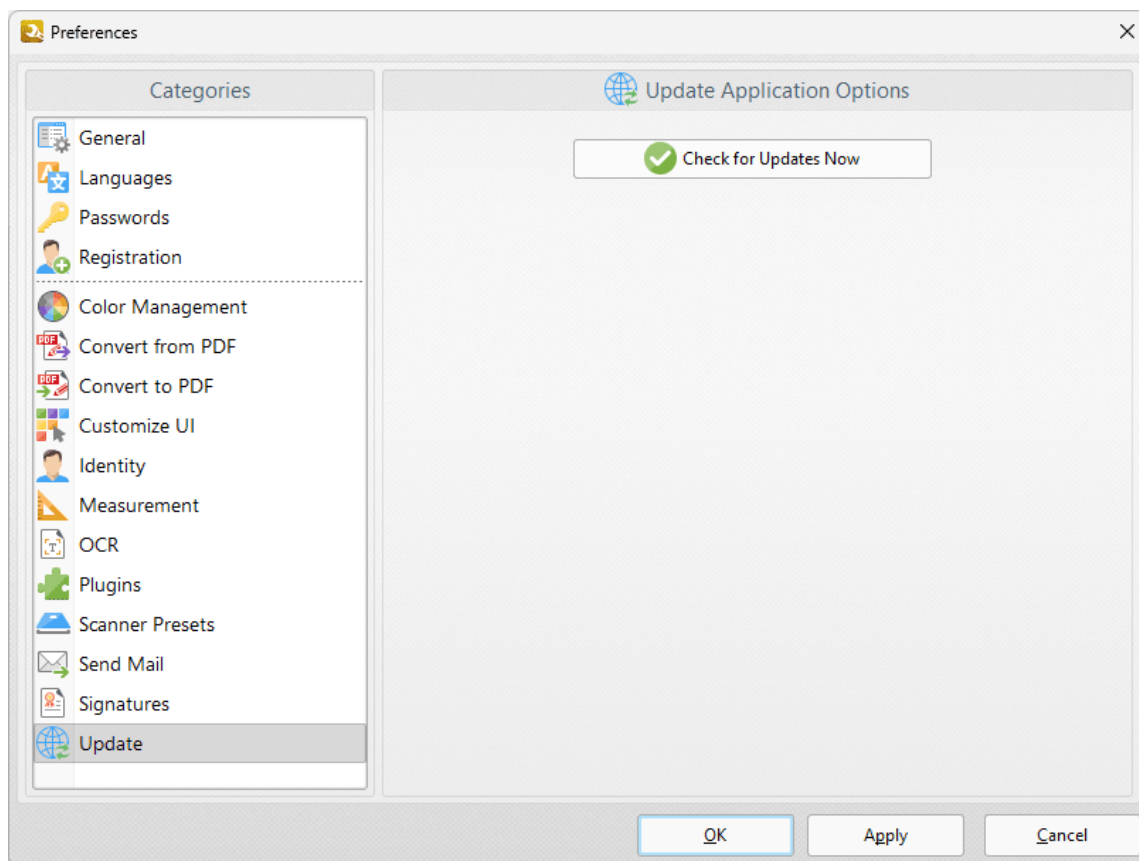 Preferences
Categories
General
Languages
Passwords
Registration
Color Management
Convert from PDF
Convert to PDF
Customize UI
Identity
Measurement
OCR
Plugins
Scanner Presets
Send Mail
Signatures
Update
Update Application Options
Check for Updates Now
OK
Apply
Cancel